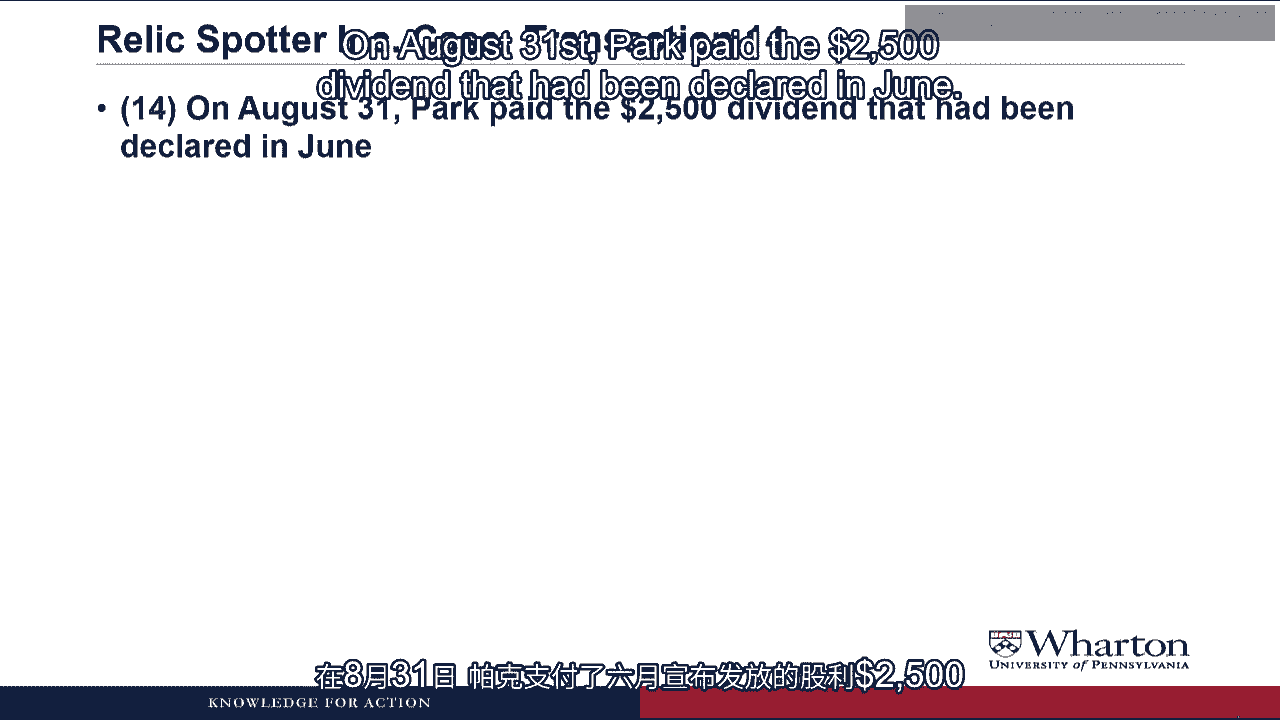 Relic Spotter Inc. Case: Transaction 14
On August 31st, Park paid the $2,500
dividend that had been declared in June.
• (14) On August 31, Park paid the $2,500 dividend that had been
declared in June
Wharton
UNIVERSITY of PENNSYLVANIA
在8月31日 帕克支付了六月宣布发放的股利$2,500
KNOWLEDGE FOR ACTION